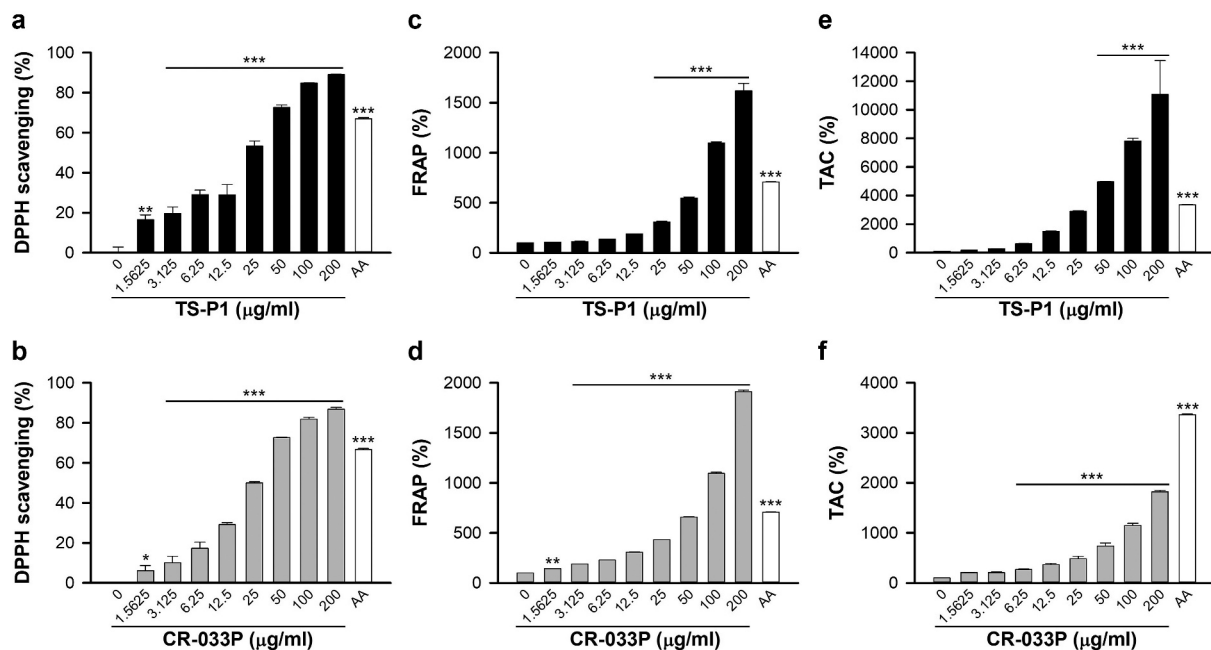 a
DPPH scavenging (%)
100
80
60
40
20
0
**
***
***
0 1.5625 3.125 6.25 12.5 25 50 100 200 AA
TS-P1 (μg/ml)
c
FRAP (%)
2000
1500
1000
500
0
***
***
0 1.5625 3.125 6.25 12.5 25 50 100 200 AA
TS-P1 (μg/ml)
e
TAC (%)
14000
12000
10000
8000
6000
4000
2000
0
***
***
0 1.5625 3.125 6.25 12.5 25 50 100 200 AA
TS-P1 (μg/ml)
b
DPPH scavenging (%)
100
80
60
40
20
0
*
***
***
0 1.5625 3.125 6.25 12.5 25 50 100 200 AA
CR-033P (μg/ml)
d
FRAP (%)
2000
1500
1000
500
0
**
***
***
0 1.5625 3.125 6.25 12.5 25 50 100 200 AA
CR-033P (μg/ml)
f
TAC (%)
4000
3000
2000
1000
0
***
***
0 1.5625 3.125 6.25 12.5 25 50 100 200 AA
CR-033P (μg/ml)